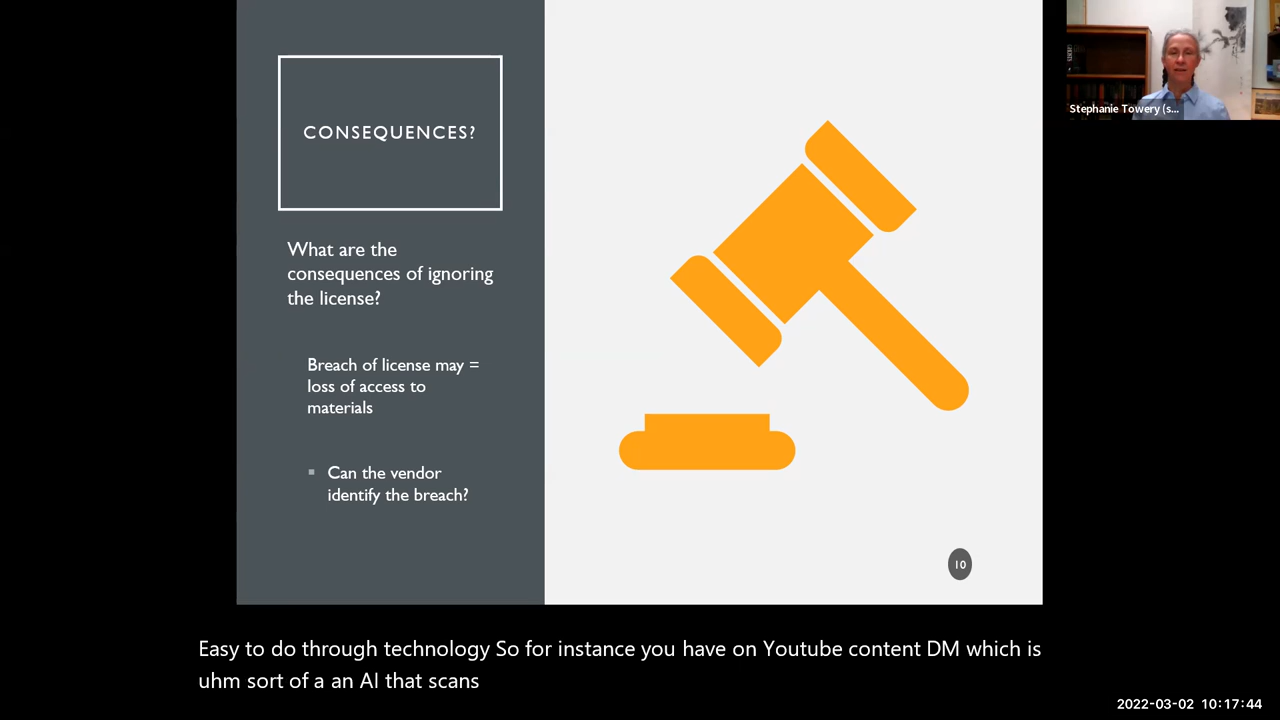 CONSEQUENCES?
What are the
consequences of ignoring
the license?
Breach of license may =
loss of access to
materials
Can the vendor
identify the breach?
10
Stephanie Towery (s...
Easy to do through technology So for instance you have on Youtube content DM which is
uhm sort of a an AI that scans
2022-03-02 10:17:44